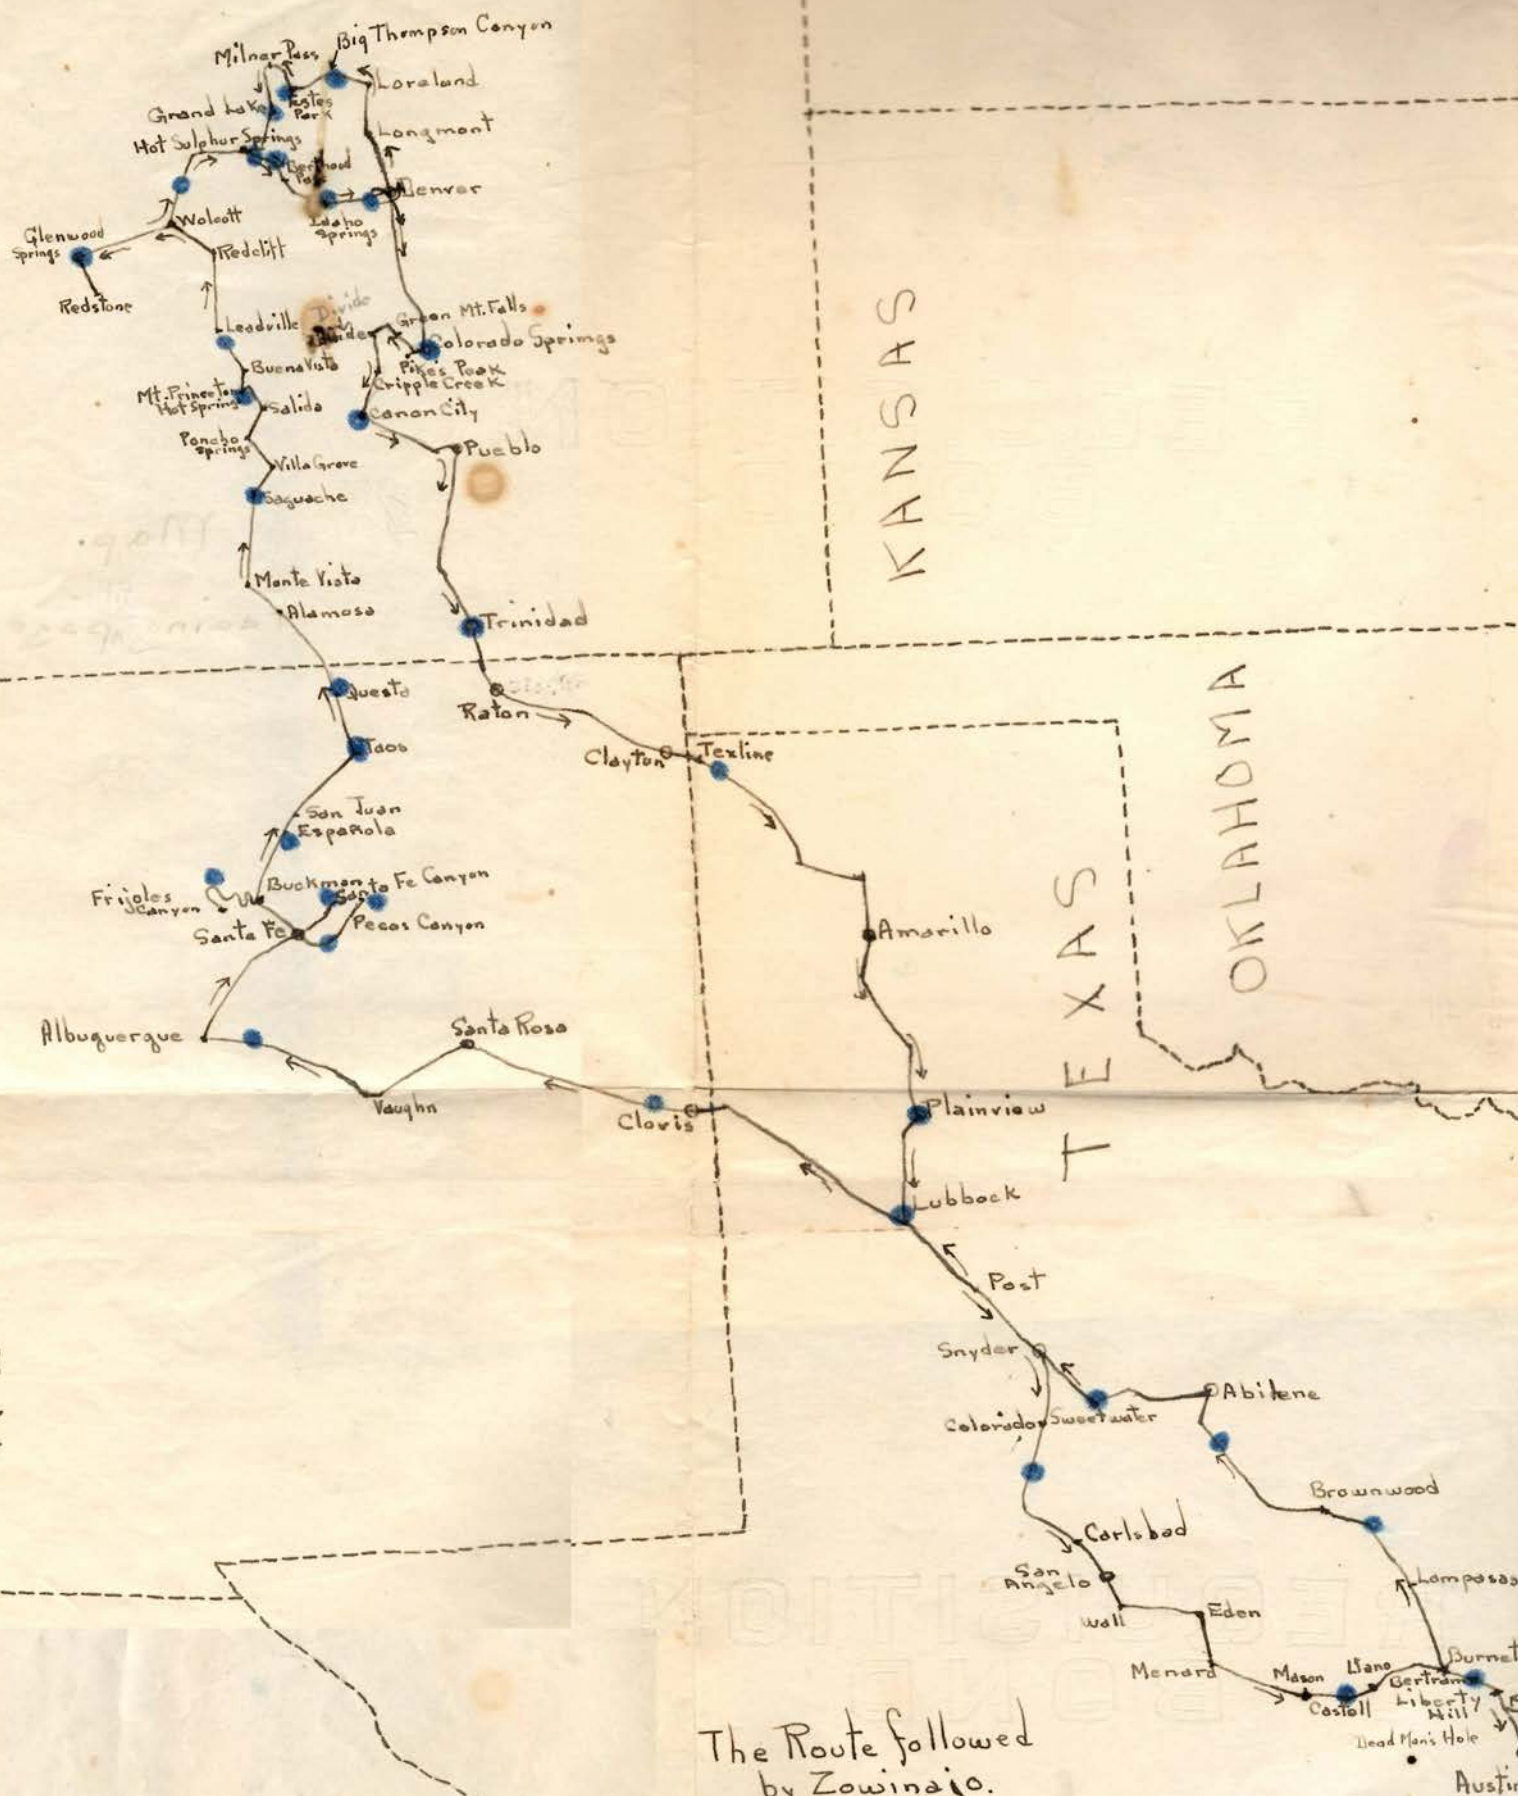 Big Thompson Canyon
Milner Pass
Loveland
Estes
Park
Grand Lake
Longmont
Hot Sulphur Springs
Berthoud
Pass
Denver
Idaho
Springs
Wolcott
Glenwood
Springs
Redcliff
Redstone
Divide
Green Mt. Falls
Leadville
Divide
Colorado Springs
Buena Vista
Pike's Peak
Cripple Creek
Mt. Princeton
Hot Springs
Salida
Canon City
Poncho
Springs
Pueblo
Villa Grove
Saguache
KANSAS
Monte Vista
Alamosa
Trinidad
Questa
Raton
Taos
Clayton
Texline
OKLAHOMA
San Juan
Española
Buckman
Santa Fe Canyon
Frijoles
Canyon
Pecos Canyon
Santa Fe
Amarillo
TEXAS
Albuquerque
Santa Rosa
Vaughn
Clovis
Plainview
Lubbock
Post
Snyder
Abilene
Colorado
Sweetwater
Brownwood
Carlsbad
San
Angelo
Lampasas
Wall
Eden
Menard
Mason
Llano
Burnet
Bertram
Castell
Liberty
Hill
Dead Man's Hole
The Route followed
by Zowinajo.
Austin